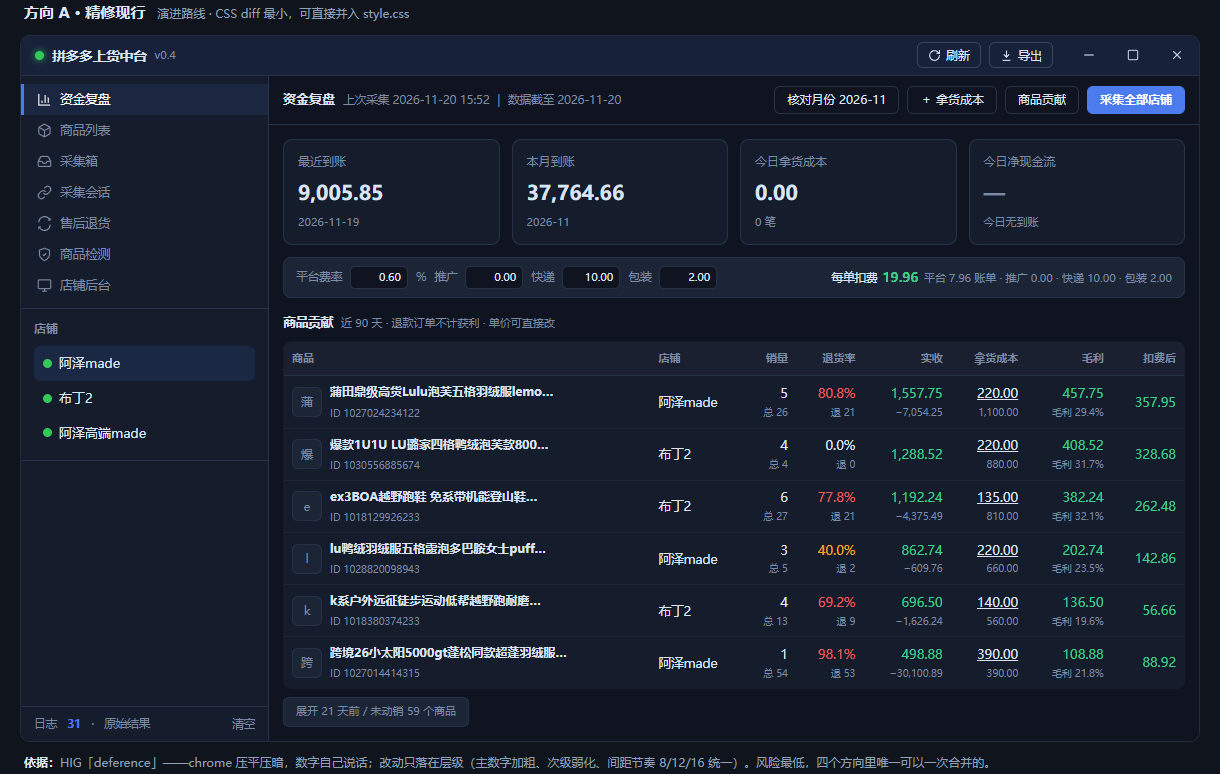 方向 A • 精修现行 演进路线 · CSS diff 最小，可直接并入 style.css
拼多多上货中台 v0.4 刷新 导出
资金复盘
商品列表
采集箱
采集会话
售后退货
商品检测
店铺后台
店铺
阿泽made
布丁2
阿泽高端made
日志 31 · 原始结果 清空
资金复盘 上次采集 2026-11-20 15:52 | 数据截至 2026-11-20 核对月份 2026-11 + 拿货成本 商品贡献 采集全部店铺
最近到账
9,005.85
2026-11-19
本月到账
37,764.66
2026-11
今日拿货成本
0.00
0 笔
今日净现金流
—
今日无到账
平台费率 0.60 % 推广 0.00 快递 10.00 包装 2.00 每单扣费 19.96 平台 7.96 账单 · 推广 0.00 · 快递 10.00 · 包装 2.00
商品贡献 近 90 天 · 退款订单不计获利 · 单价可直接改
商品 店铺 销量 退货率 实收 拿货成本 毛利 扣费后
蒲 莆田鼎级高货Lulu泡芙五格羽绒服lemo... 阿泽made 5 80.8% 1,557.75 220.00 457.75 357.95
ID 1027024234122 总 26 退 21 −7,054.25 1,100.00 毛利 29.4%
爆 爆款1U1U LU璐家四格鸭绒泡芙款800... 布丁2 4 0.0% 1,288.52 220.00 408.52 328.68
ID 1030556885674 总 4 退 0 880.00 毛利 31.7%
e ex3BOA越野跑鞋 免系带机能登山鞋... 布丁2 6 77.8% 1,192.24 135.00 382.24 262.48
ID 1018129926233 总 27 退 21 −4,375.49 810.00 毛利 32.1%
l lu鸭绒羽绒服五格面泡多巴胺女士puff... 阿泽made 3 40.0% 862.74 220.00 202.74 142.86
ID 1028820098943 总 5 退 2 −609.76 660.00 毛利 23.5%
k k系户外远征徒步运动低帮越野跑耐磨... 布丁2 4 69.2% 696.50 140.00 136.50 56.66
ID 1018380374233 总 13 退 9 −1,626.24 560.00 毛利 19.6%
跨 跨境26小太阳5000gt蓬松同款超蓬羽绒服... 阿泽made 1 98.1% 498.88 390.00 108.88 88.92
ID 1027014414315 总 54 退 53 −30,100.89 390.00 毛利 21.8%
展开 21 天前 / 未动销 59 个商品
依据：HIG「deference」——chrome 压平压暗，数字自己说话；改动只落在层级（主数字加粗、次级弱化、间距节奏 8/12/16 统一）。风险最低，四个方向里唯一可以一次合并的。